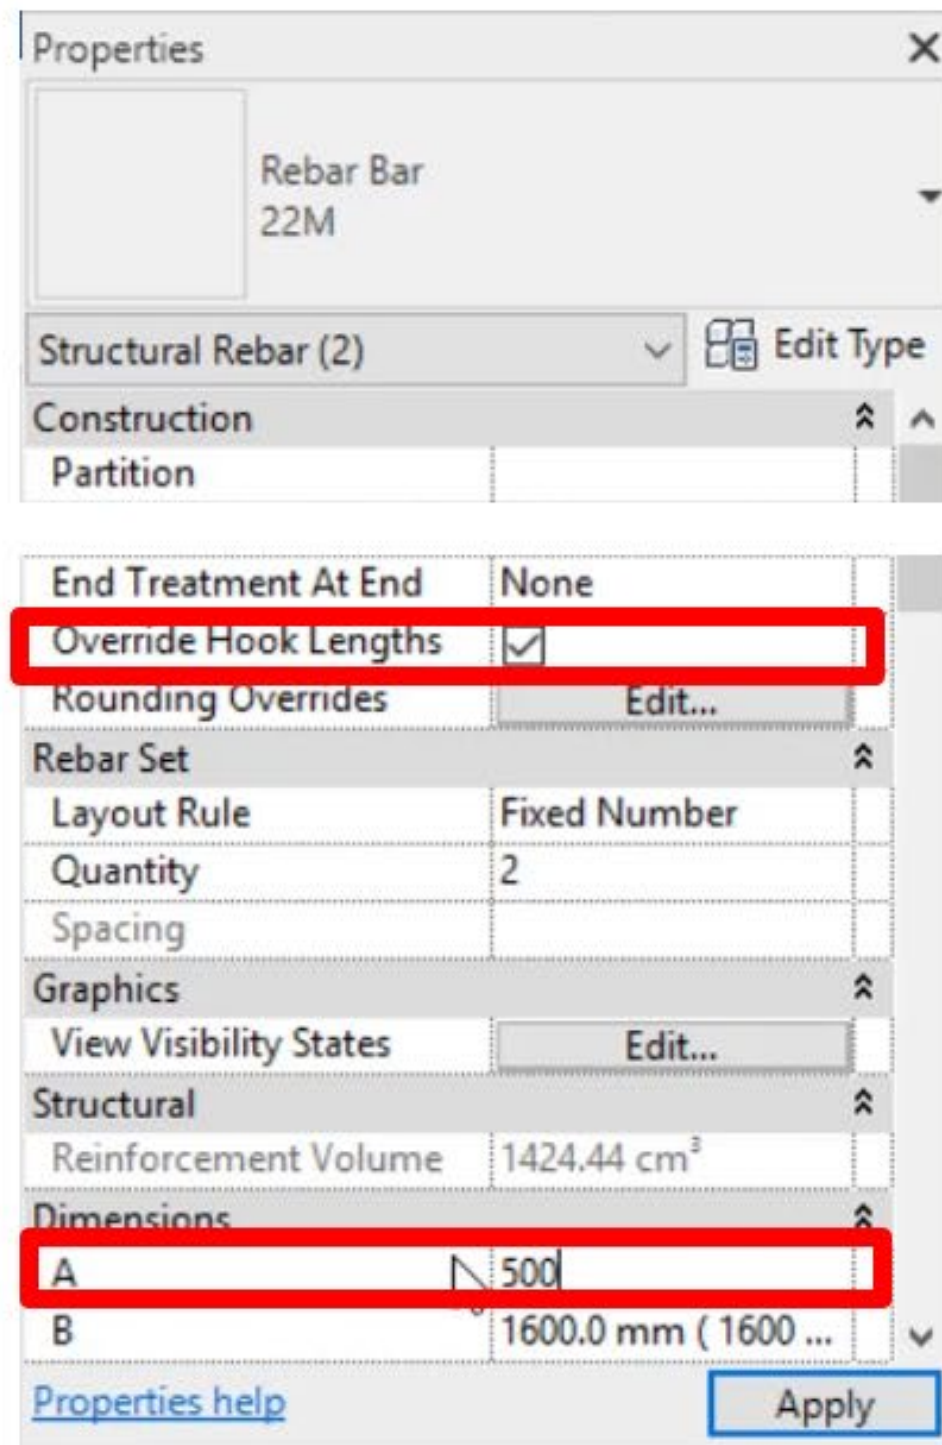 Properties
Rebar Bar
22M
Structural Rebar (2)
Edit Type
Construction
Partition
End Treatment At End None
Override Hook Lengths
Rounding Overrides Edit...
Rebar Set
Layout Rule Fixed Number
Quantity 2
Spacing
Graphics
View Visibility States Edit...
Structural
Reinforcement Volume 1424.44 cm³
Dimensions
A 500
B 1600.0 mm ( 1600 ...
Properties help Apply